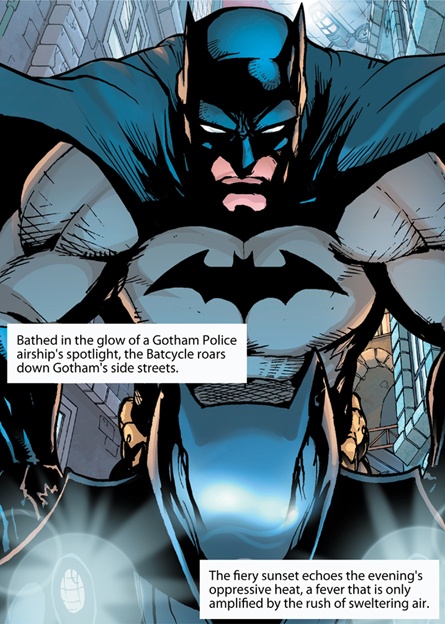 Bathed in the glow of a Gotham Police
airship's spotlight, the Batcycle roars
down Gotham's side streets.
The fiery sunset echoes the evening's
oppressive heat, a fever that is only
amplified by the rush of sweltering air.